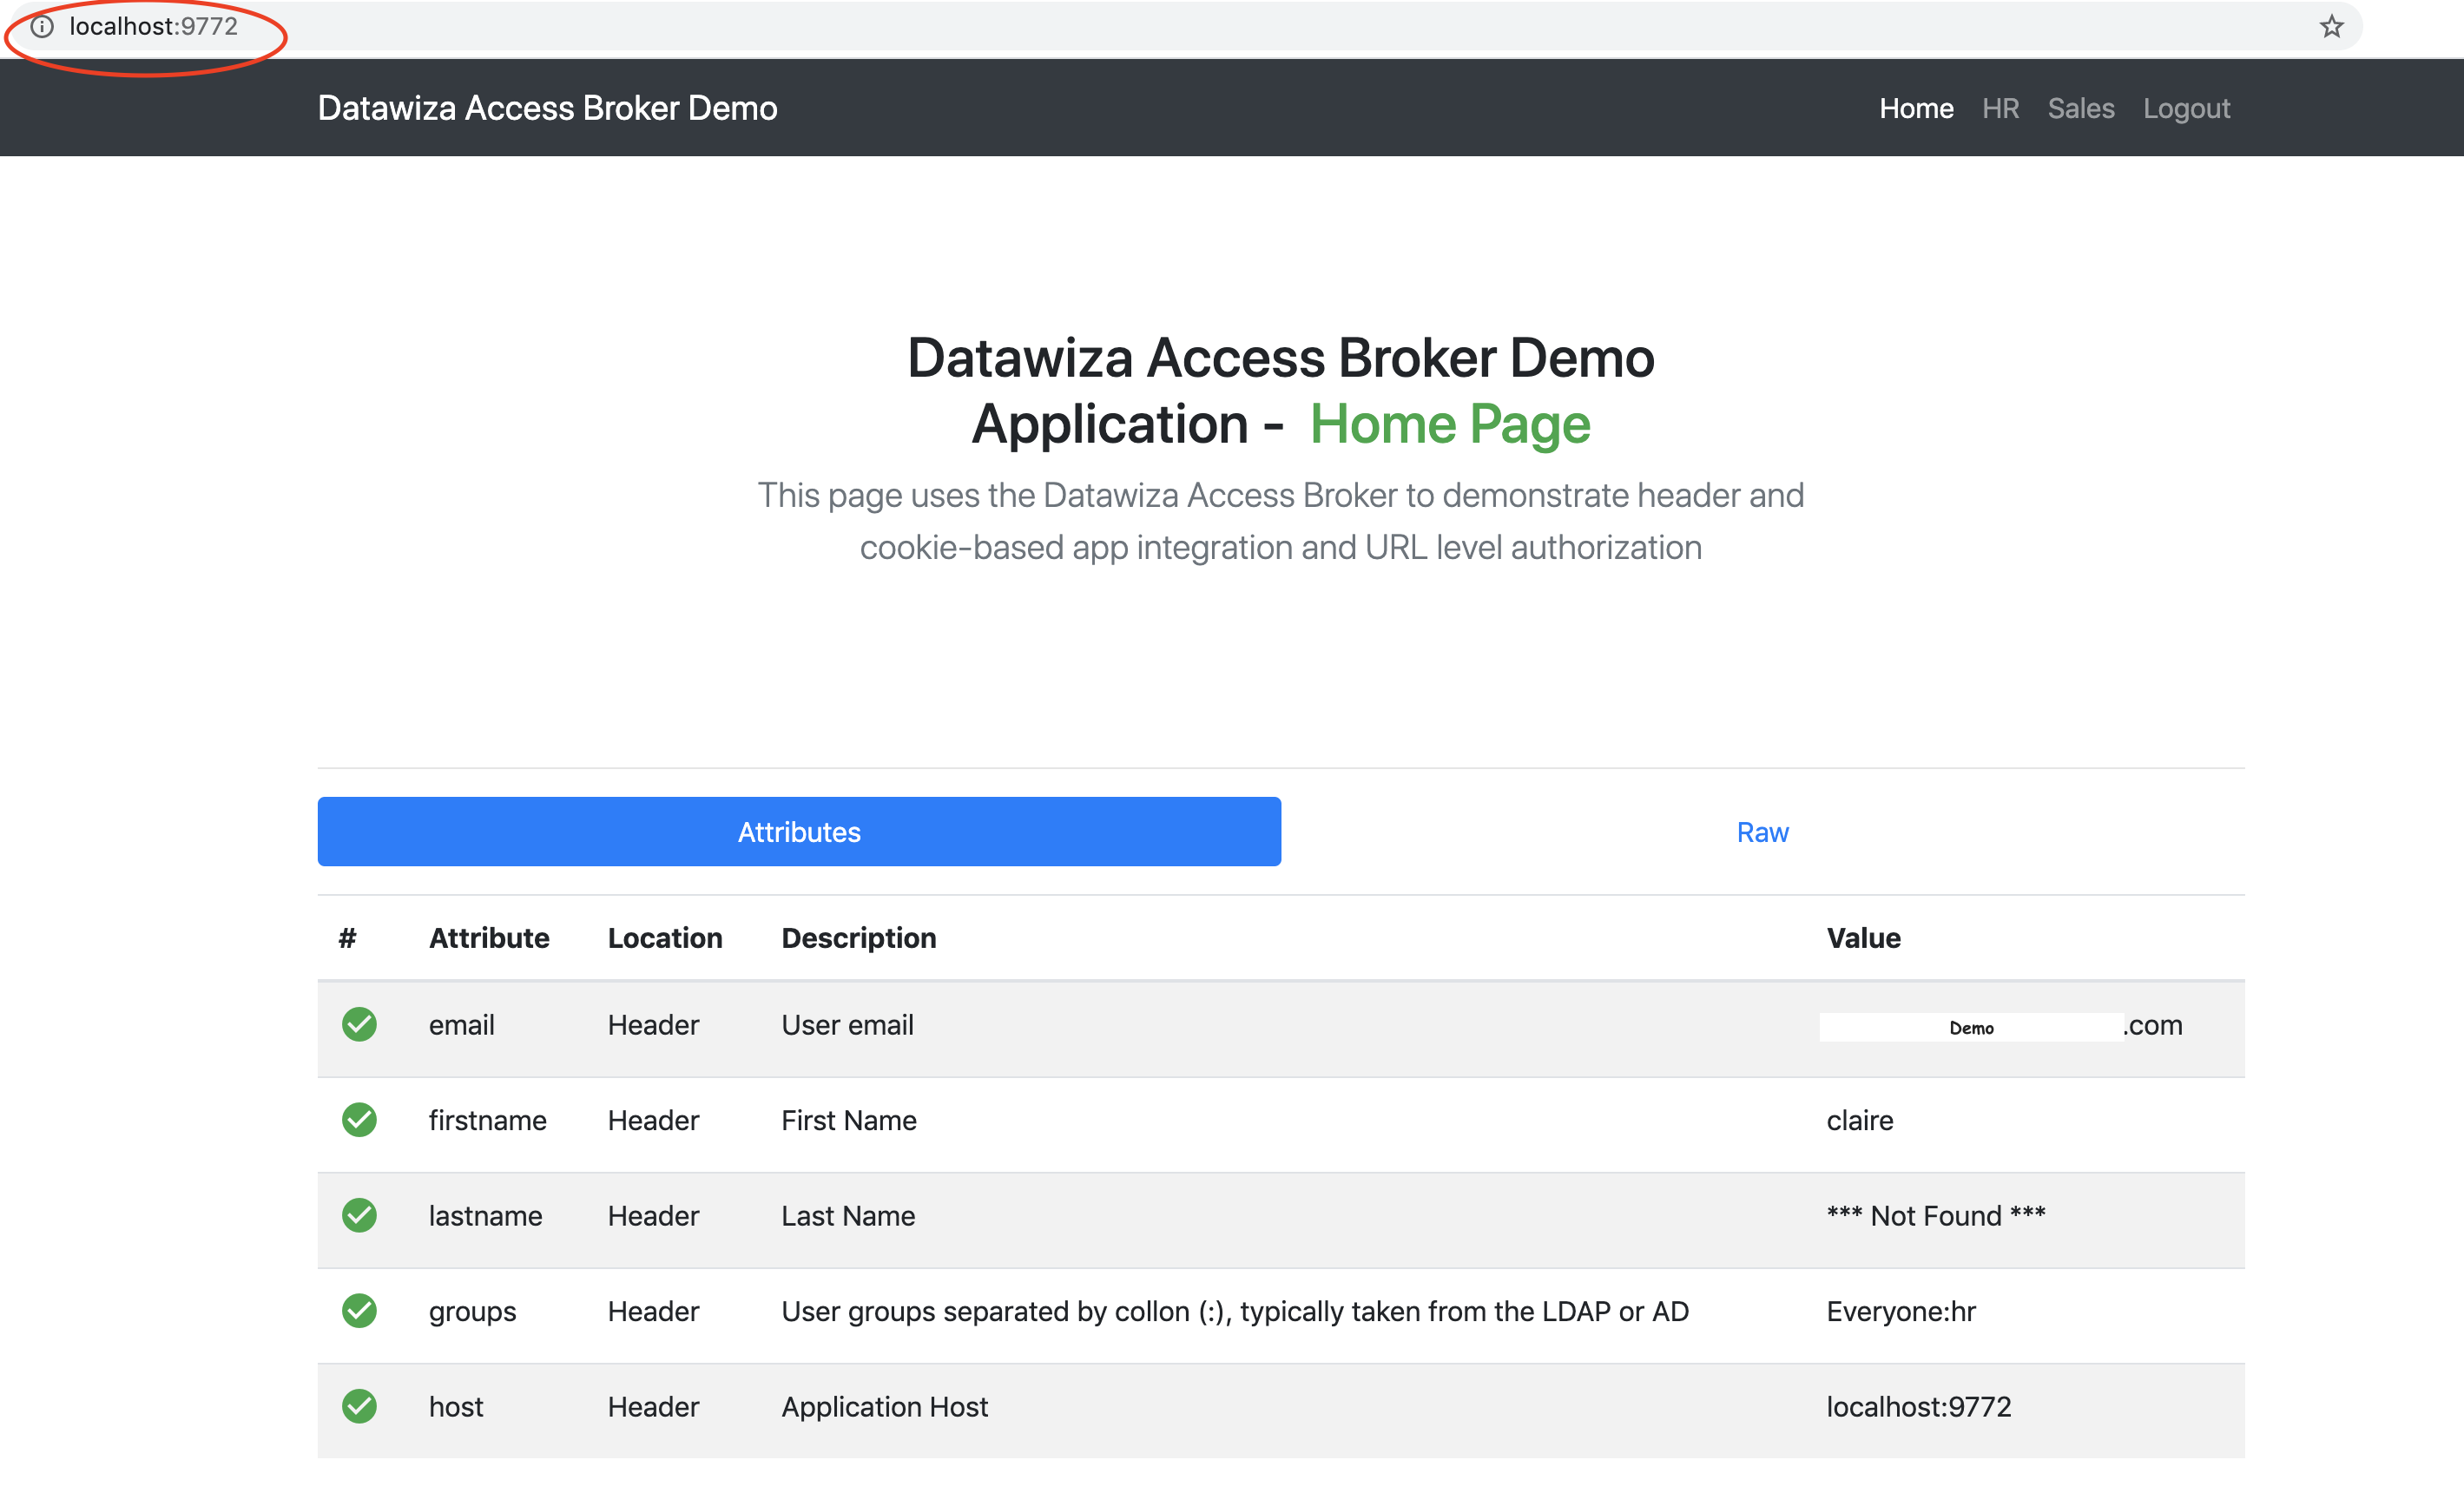 localhost:9772
Datawiza Access Broker Demo Home HR Sales Logout
Datawiza Access Broker Demo
Application - Home Page
This page uses the Datawiza Access Broker to demonstrate header and
cookie-based app integration and URL level authorization
Attributes Raw
# Attribute Location Description Value
email Header User email Demo .com
firstname Header First Name claire
lastname Header Last Name *** Not Found ***
groups Header User groups separated by collon (:), typically taken from the LDAP or AD Everyone:hr
host Header Application Host localhost:9772